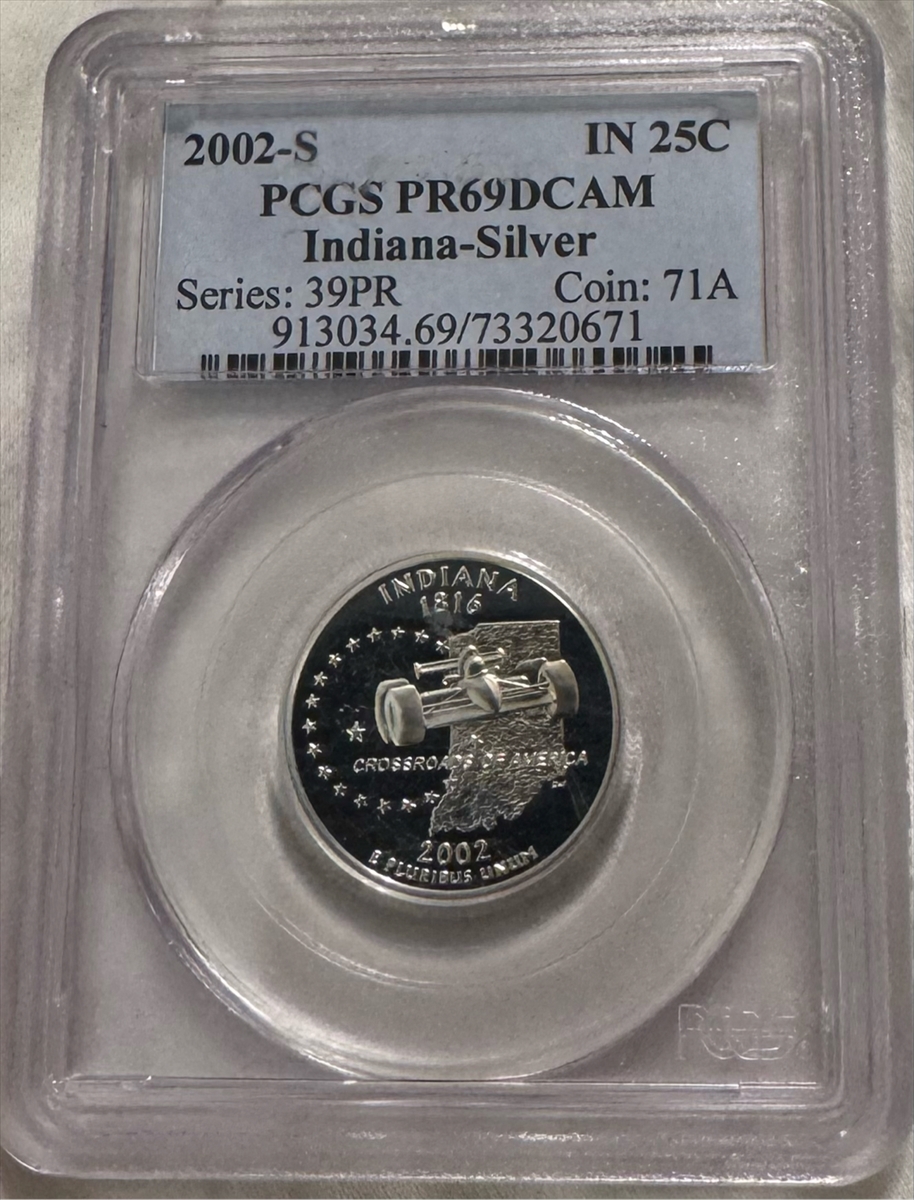 2002-S IN 25C
PCGS PR69DCAM
Indiana-Silver
Series: 39PR Coin: 71A
913034.69/73320671
INDIANA
1816
CROSSROADS OF AMERICA
2002
E PLURIBUS UNUM
PCGS